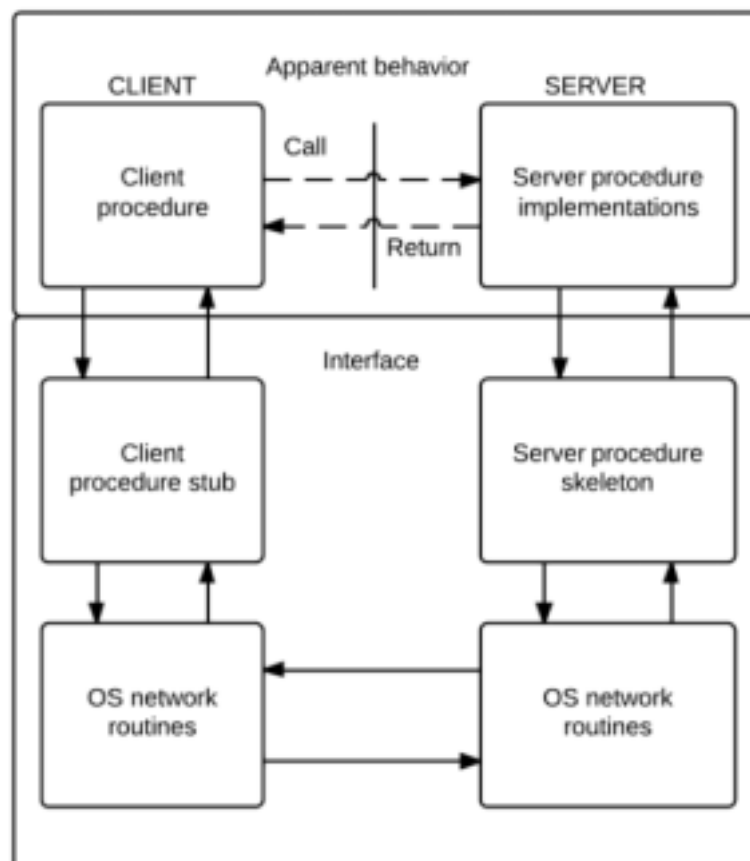 Apparent behavior
CLIENT
SERVER
Client
procedure
Call
Return
Server procedure
implementations
Interface
Client
procedure stub
Server procedure
skeleton
OS network
routines
OS network
routines